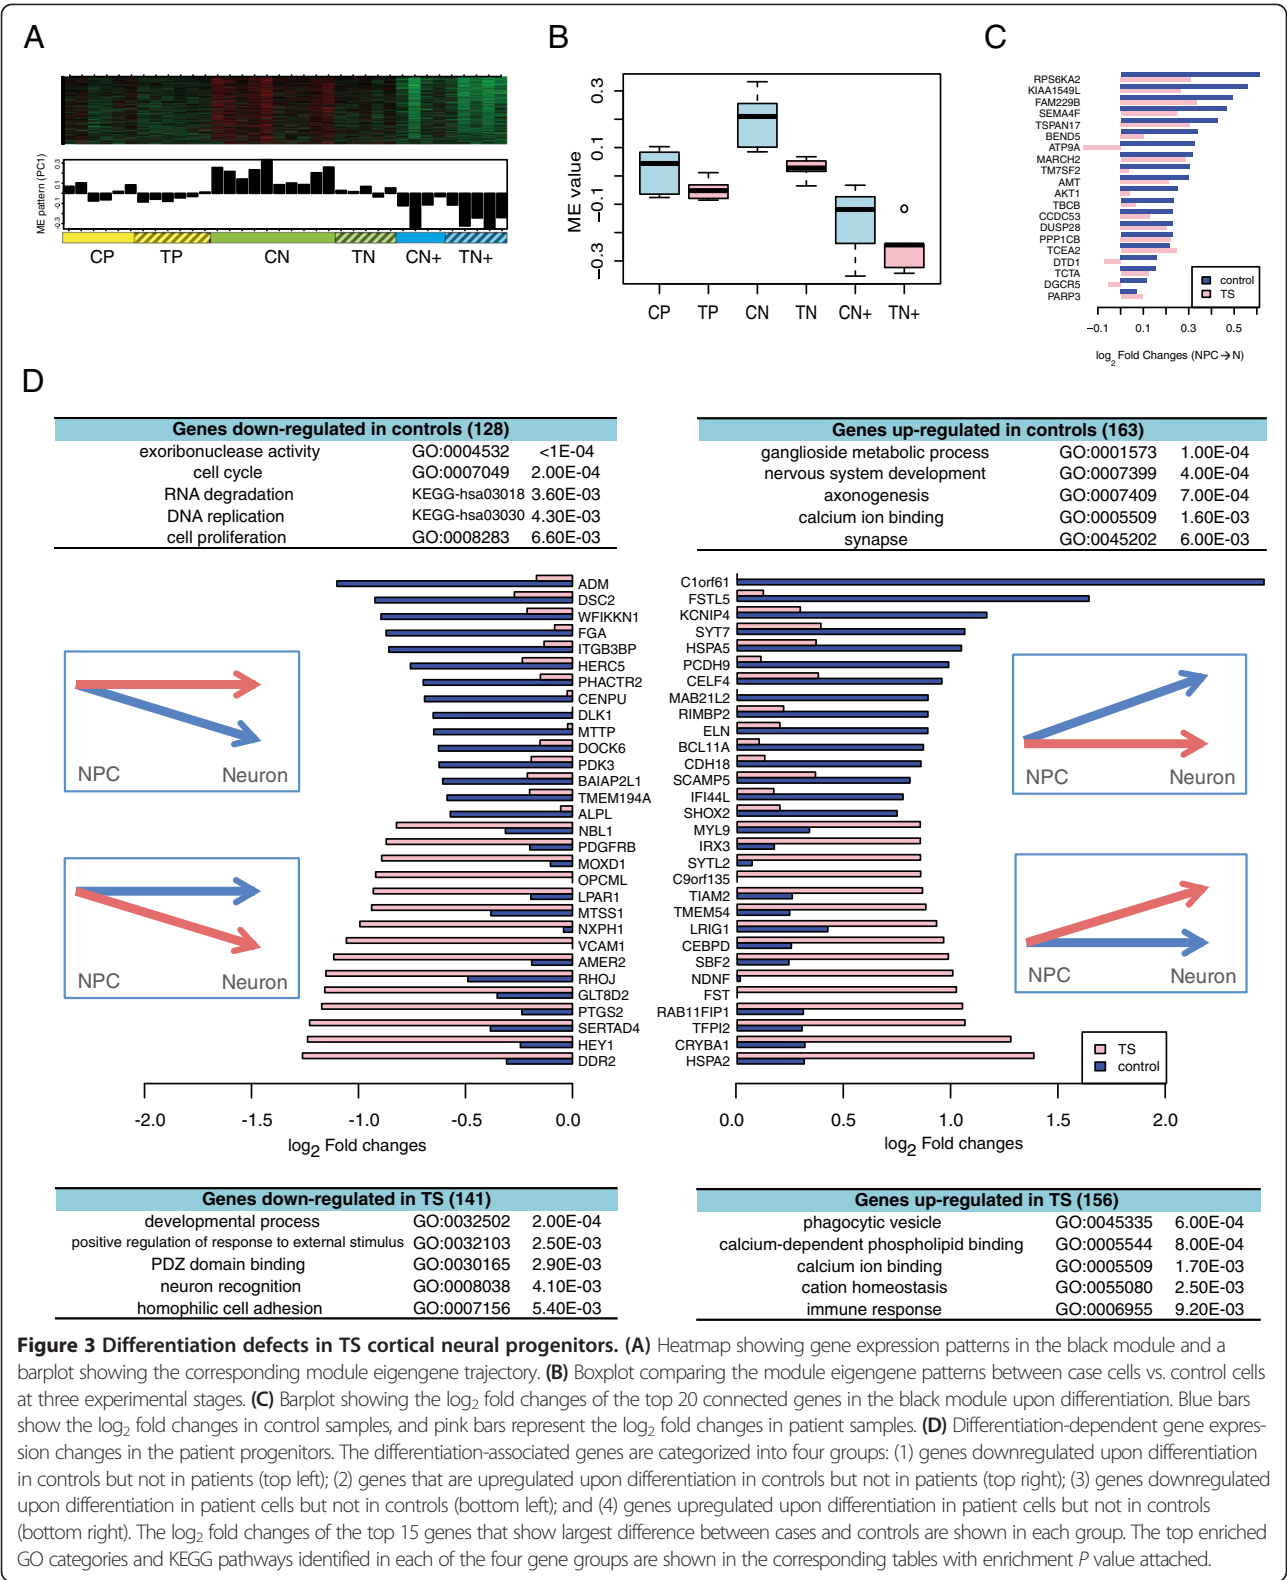 A
B
C
ME pattern (PC1)
0.3
0.1
-0.1
-0.3
CP TP CN TN CN+ TN+
ME value
0.3
0.1
−0.1
−0.3
CP TP CN TN CN+ TN+
RPS6KA2
KIAA1549L
FAM229B
SEMA4F
TSPAN17
BEND5
ATP9A
MARCH2
TM7SF2
AMT
AKT1
TBCB
CCDC53
DUSP28
PPP1CB
TCEA2
DTD1
TCTA
DGCR5
PARP3
control
TS
−0.1 0.1 0.3 0.5
log2 Fold Changes (NPC→N)
D
Genes down-regulated in controls (128)
exoribonuclease activity GO:0004532 <1E-04
cell cycle GO:0007049 2.00E-04
RNA degradation KEGG-hsa03018 3.60E-03
DNA replication KEGG-hsa03030 4.30E-03
cell proliferation GO:0008283 6.60E-03
Genes up-regulated in controls (163)
ganglioside metabolic process GO:0001573 1.00E-04
nervous system development GO:0007399 4.00E-04
axonogenesis GO:0007409 7.00E-04
calcium ion binding GO:0005509 1.60E-03
synapse GO:0045202 6.00E-03
NPC Neuron
NPC Neuron
ADM
DSC2
WFIKKN1
FGA
ITGB3BP
HERC5
PHACTR2
CENPU
DLK1
MTTP
DOCK6
PDK3
BAIAP2L1
TMEM194A
ALPL
NBL1
PDGFRB
MOXD1
OPCML
LPAR1
MTSS1
NXPH1
VCAM1
AMER2
RHOJ
GLT8D2
PTGS2
SERTAD4
HEY1
DDR2
-2.0 -1.5 -1.0 -0.5 0.0
log2 Fold changes
C1orf61
FSTL5
KCNIP4
SYT7
HSPA5
PCDH9
CELF4
MAB21L2
RIMBP2
ELN
BCL11A
CDH18
SCAMP5
IFI44L
SHOX2
MYL9
IRX3
SYTL2
C9orf135
TIAM2
TMEM54
LRIG1
CEBPD
SBF2
NDNF
FST
RAB11FIP1
TFPI2
CRYBA1
HSPA2
NPC Neuron
NPC Neuron
TS
control
0.0 0.5 1.0 1.5 2.0
log2 Fold changes
Genes down-regulated in TS (141)
developmental process GO:0032502 2.00E-04
positive regulation of response to external stimulus GO:0032103 2.50E-03
PDZ domain binding GO:0030165 2.90E-03
neuron recognition GO:0008038 4.10E-03
homophilic cell adhesion GO:0007156 5.40E-03
Genes up-regulated in TS (156)
phagocytic vesicle GO:0045335 6.00E-04
calcium-dependent phospholipid binding GO:0005544 8.00E-04
calcium ion binding GO:0005509 1.70E-03
cation homeostasis GO:0055080 2.50E-03
immune response GO:0006955 9.20E-03
Figure 3 Differentiation defects in TS cortical neural progenitors. (A) Heatmap showing gene expression patterns in the black module and a
barplot showing the corresponding module eigengene trajectory. (B) Boxplot comparing the module eigengene patterns between case cells vs. control cells
at three experimental stages. (C) Barplot showing the log2 fold changes of the top 20 connected genes in the black module upon differentiation. Blue bars
show the log2 fold changes in control samples, and pink bars represent the log2 fold changes in patient samples. (D) Differentiation-dependent gene expres-
sion changes in the patient progenitors. The differentiation-associated genes are categorized into four groups: (1) genes downregulated upon differentiation
in controls but not in patients (top left); (2) genes that are upregulated upon differentiation in controls but not in patients (top right); (3) genes downregulated
upon differentiation in patient cells but not in controls (bottom left); and (4) genes upregulated upon differentiation in patient cells but not in controls
(bottom right). The log2 fold changes of the top 15 genes that show largest difference between cases and controls are shown in each group. The top enriched
GO categories and KEGG pathways identified in each of the four gene groups are shown in the corresponding tables with enrichment P value attached.